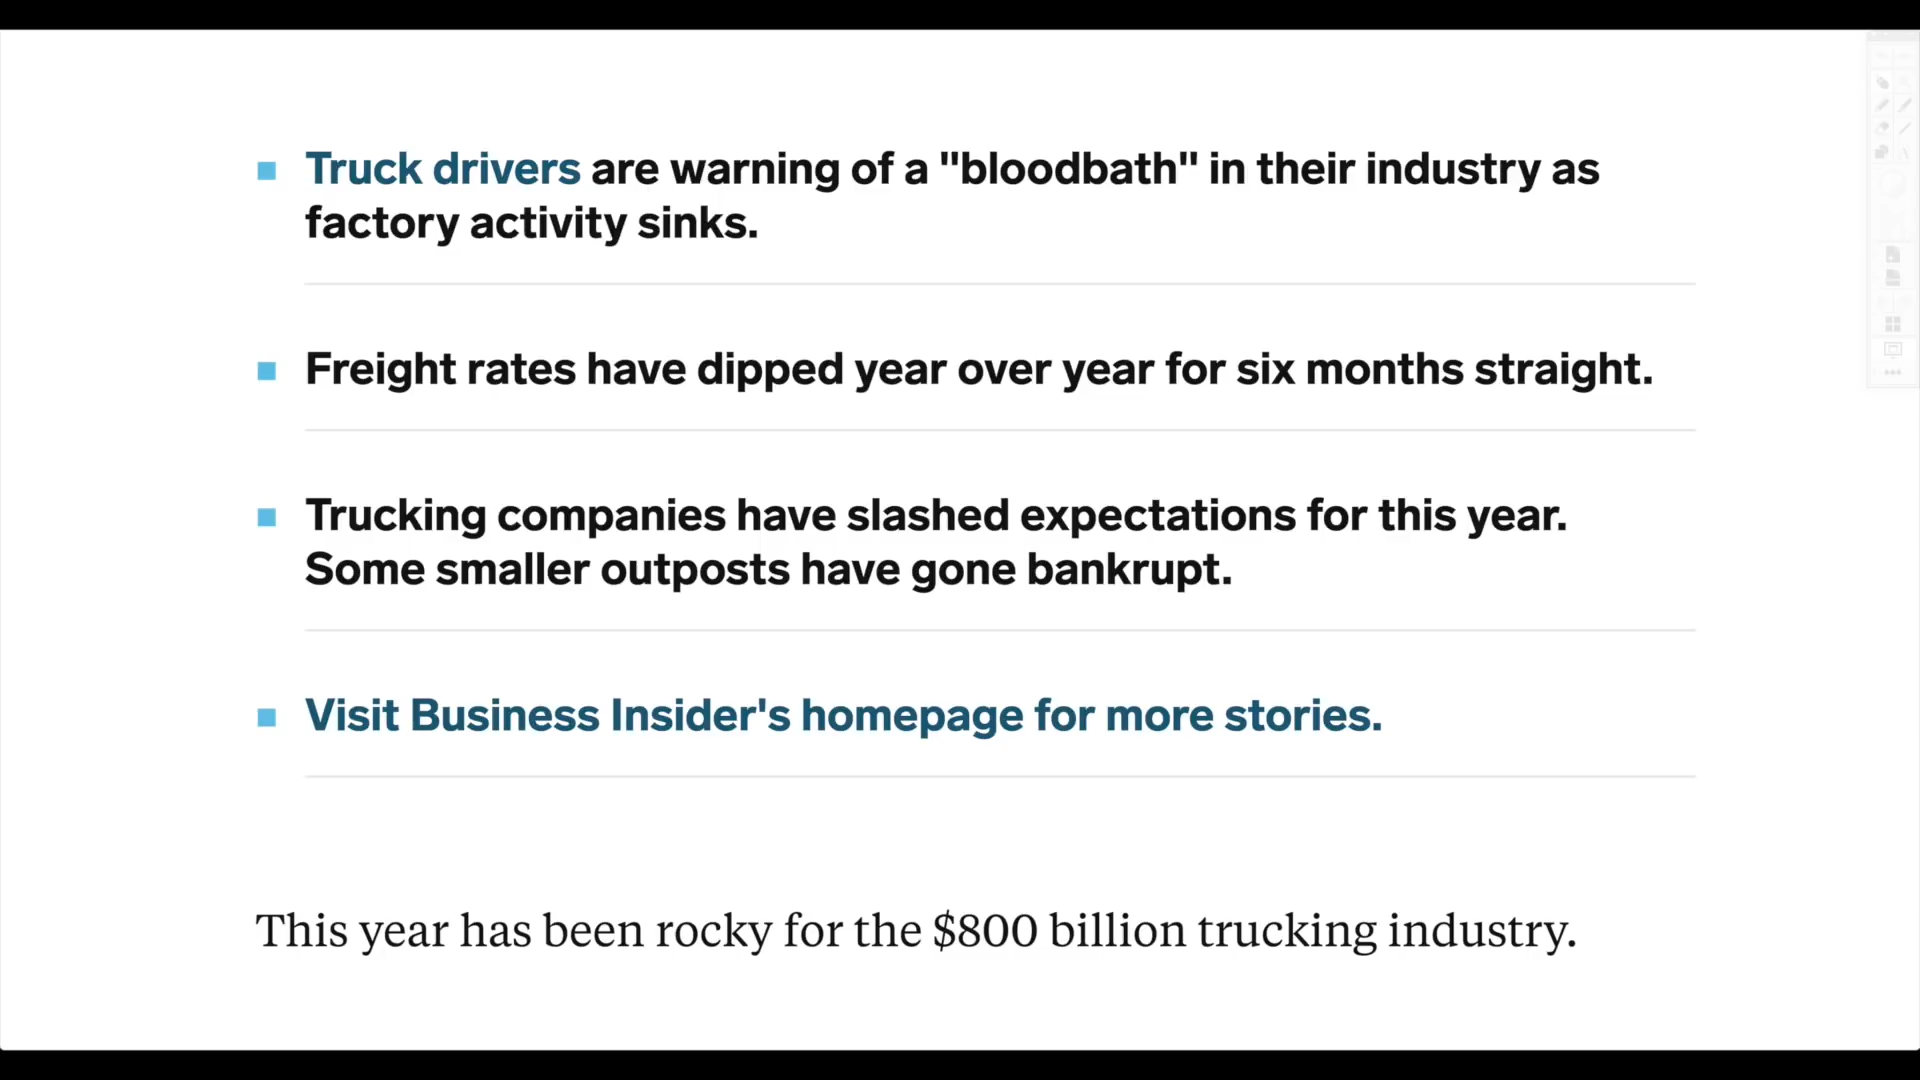 Truck drivers are warning of a "bloodbath" in their industry as
factory activity sinks.
Freight rates have dipped year over year for six months straight.
Trucking companies have slashed expectations for this year.
Some smaller outposts have gone bankrupt.
Visit Business Insider's homepage for more stories.
This year has been rocky for the $800 billion trucking industry.